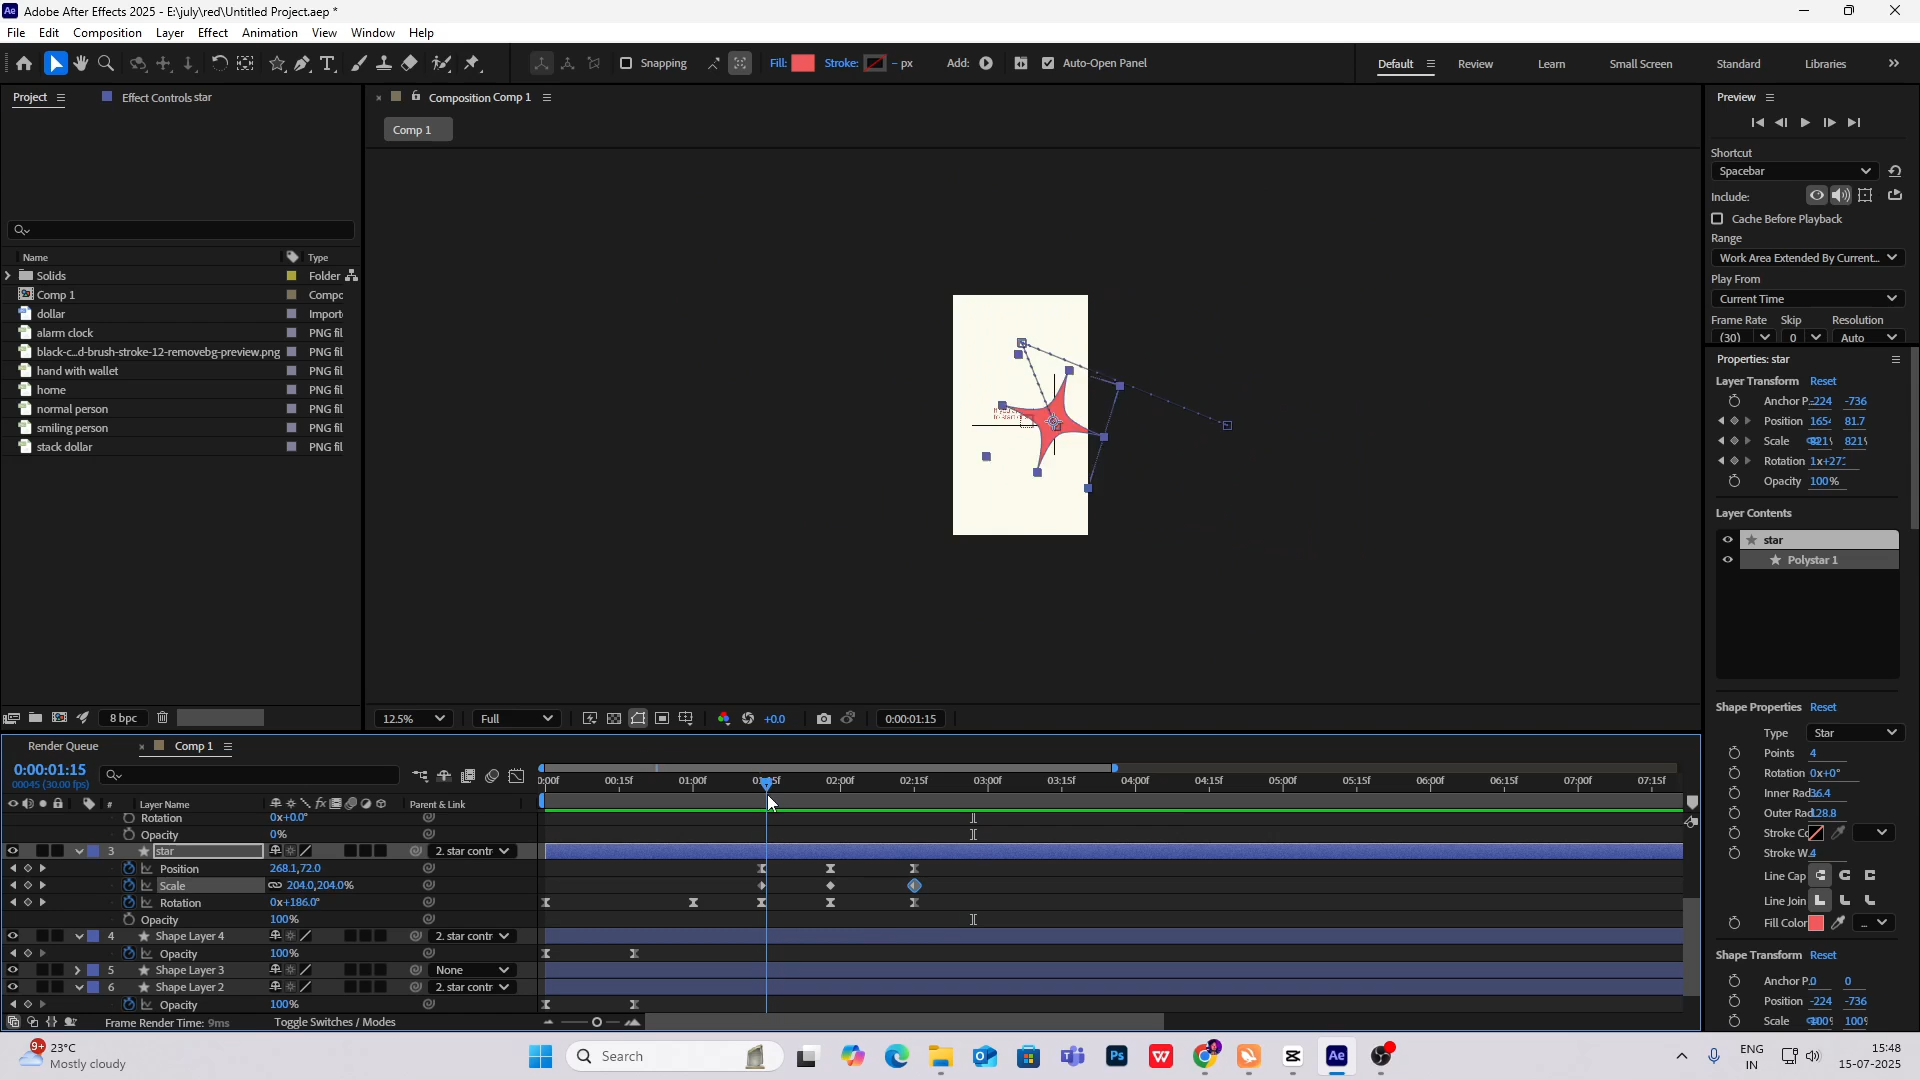 Ae Adobe After Effects 2025 - E:\july\red\Untitled Project.aep *
File Edit Composition Layer Effect Animation View Window Help
Snapping Fill: Stroke: - px Add: Auto-Open Panel Default Review Learn Small Screen Standard Libraries
Project Effect Controls star
Composition Comp 1
Comp 1
Name Type
Solids Folder
Comp 1 Compc
dollar Import
alarm clock PNG fil
black-c...d-brush-stroke-12-removebg-preview.png PNG fil
hand with wallet PNG fil
home PNG fil
normal person PNG fil
smiling person PNG fil
stack dollar PNG fil
8 bpc
12.5% Full +0.0 0:00:01:15
Preview
Shortcut
Spacebar
Include:
Cache Before Playback
Range
Work Area Extended By Current...
Play From
Current Time
Frame Rate Skip Resolution
(30) 0 Auto
Properties: star
Layer Transform Reset
Anchor P. -224 -736
Position 1654 81.7
Scale
Rotation
Opacity 100%
Layer Contents
star
Polystar 1
Shape Properties Reset
Type Star
Points 4
Rotation 0x+0°
Inner Rad 36.4
Outer Rad 128.8
Stroke Co
Stroke W. 4
Line Cap
Line Join
Fill Color
Shape Transform Reset
Anchor P. 0 0
Position -224 -736
Scale
Render Queue Comp 1
0:00:01:15
00045 (30.00 fps)
0:00f 00:15f 01:00f 01:15f 02:00f 02:15f 03:00f 03:15f 04:00f 04:15f 05:00f 05:15f 06:00f 06:15f 07:00f 07:15f
# Layer Name fx Parent & Link
Rotation 0x+0.0°
Opacity 0%
3 star 2. star contr
Position 268.1,72.0
Scale 204.0,204.0%
Rotation 0x+186.0°
Opacity 100%
4 Shape Layer 4 2. star contr
Opacity 100%
5 Shape Layer 3 None
6 Shape Layer 2 2. star contr
Opacity 100%
Frame Render Time: 9ms Toggle Switches / Modes
9+
23°C
Mostly cloudy
Search
Ps
W
Ae
ENG
IN
15:48
15-07-2025